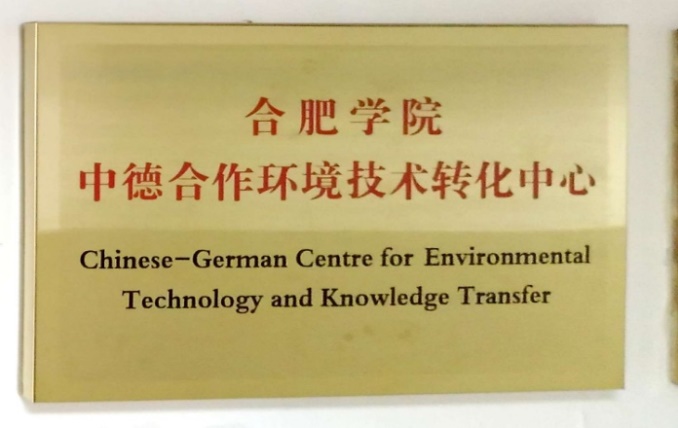 合肥学院
中德合作环境技术转化中心
Chinese-German Centre for Environmental
Technology and Knowledge Transfer